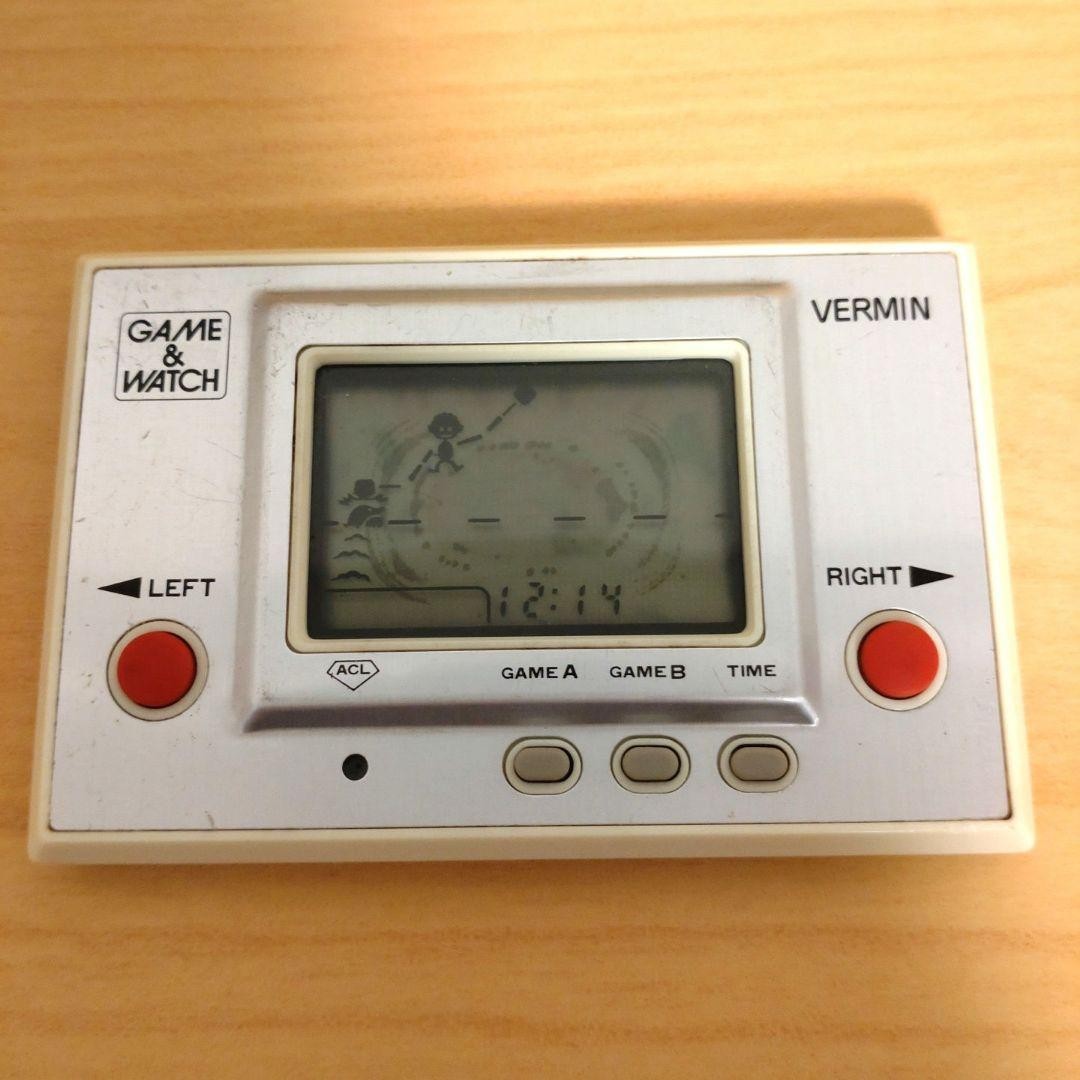 GAME
&
WATCH
VERMIN
12:14
◀ LEFT
RIGHT ▶
ACL
GAME A
GAME B
TIME